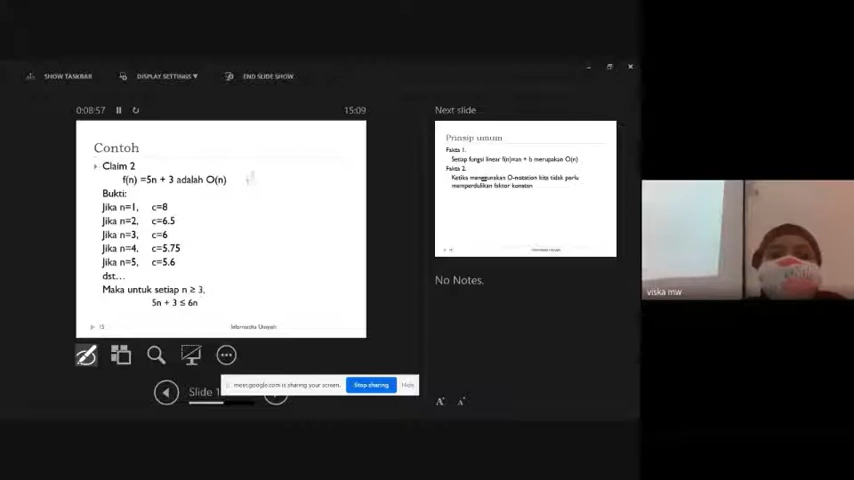 SHOW TASKBAR
DISPLAY SETTINGS ▼
END SLIDE SHOW
0:08:57
15:09
Contoh
Claim 2
f(n) =5n + 3 adalah O(n)
Bukti:
Jika n=1, c=8
Jika n=2, c=6.5
Jika n=3, c=6
Jika n=4, c=5.75
Jika n=5, c=5.6
dst...
Maka untuk setiap n ≥ 3,
5n + 3 ≤ 6n
15
Informatika Unsyiah
Next slide
Prinsip umum
Fakta 1.
Setiap fungsi linear f(n)=an + b merupakan O(n)
Fakta 2.
Ketika menggunakan O-notation kita tidak perlu
memperdulikan faktor konstan
No Notes.
Slide 1
meet.google.com is sharing your screen.
Stop sharing
Hide
A
A
viska mw